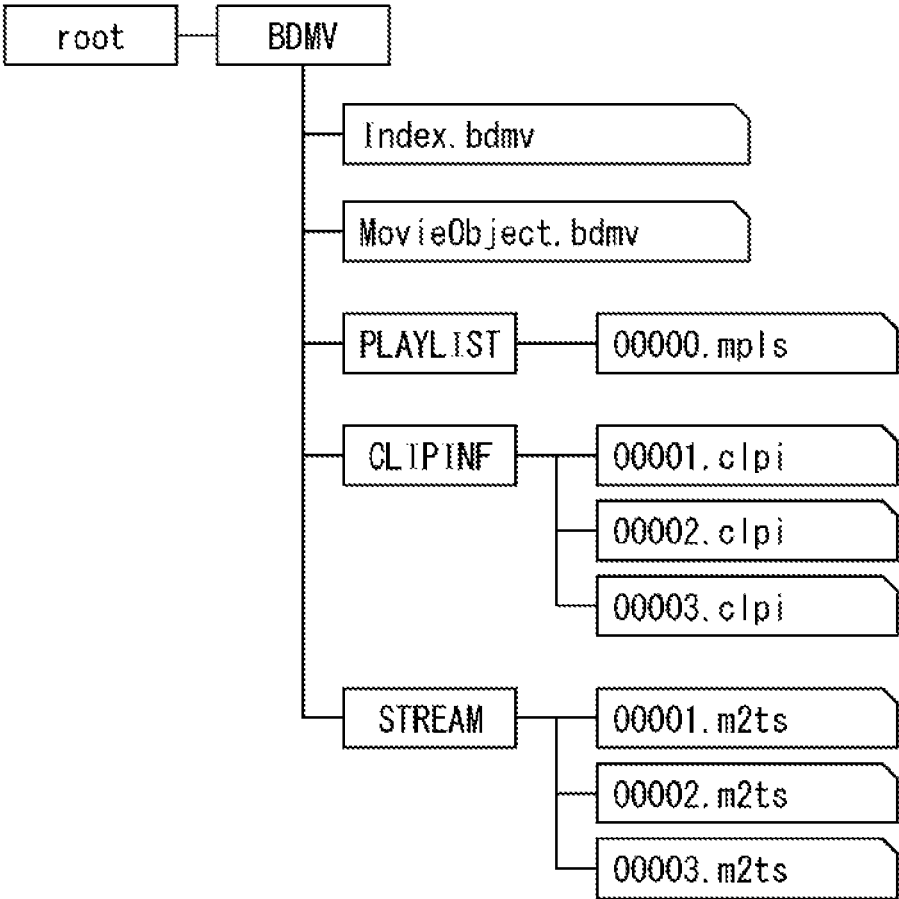 root BDMV
Index.bdmv
MovieObject.bdmv
PLAYLIST 00000.mpls
CLIPINF 00001.clpi
00002.clpi
00003.clpi
STREAM 00001.m2ts
00002.m2ts
00003.m2ts